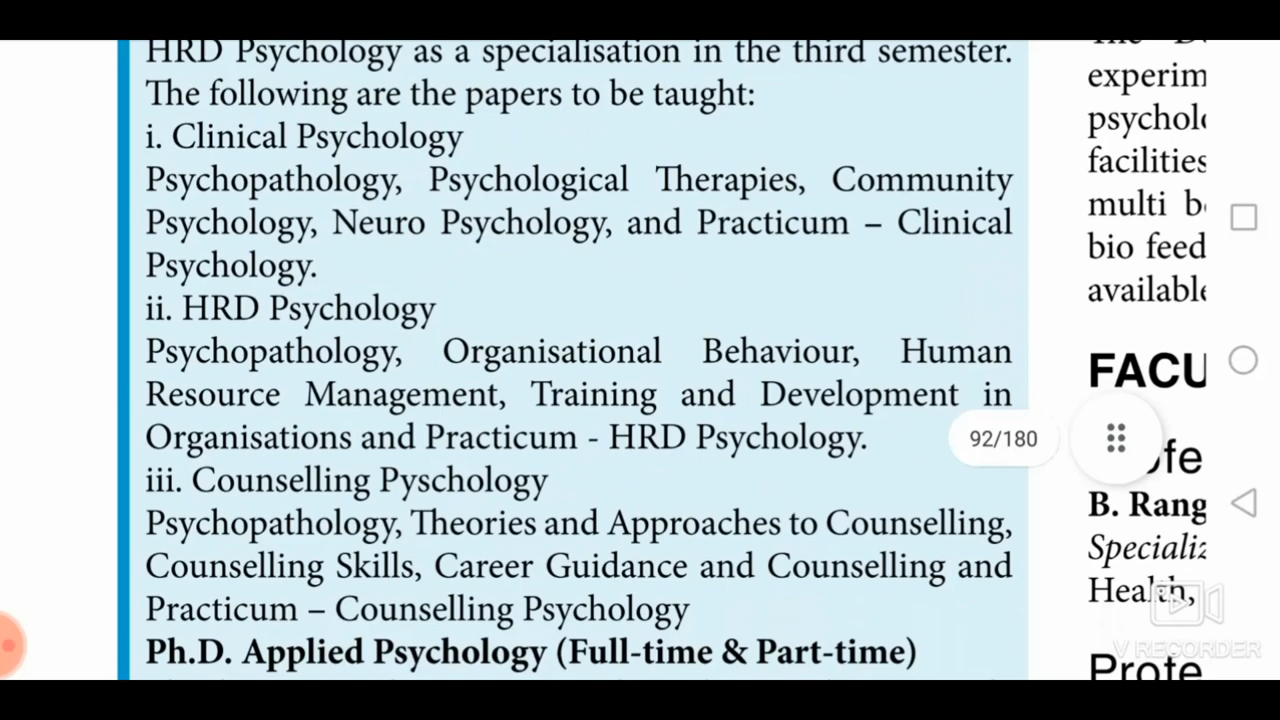 HRD Psychology as a specialisation in the third semester.
The following are the papers to be taught:
i. Clinical Psychology
Psychopathology, Psychological Therapies, Community
Psychology, Neuro Psychology, and Practicum – Clinical
Psychology.
ii. HRD Psychology
Psychopathology, Organisational Behaviour, Human
Resource Management, Training and Development in
Organisations and Practicum - HRD Psychology.
iii. Counselling Pyschology
Psychopathology, Theories and Approaches to Counselling,
Counselling Skills, Career Guidance and Counselling and
Practicum – Counselling Psychology
Ph.D. Applied Psychology (Full-time & Part-time)
experim
psychol
facilities
multi b
bio feed
available
FACU
92/180
B. Rang
Specializ
Health,
V RECORDER
Profe